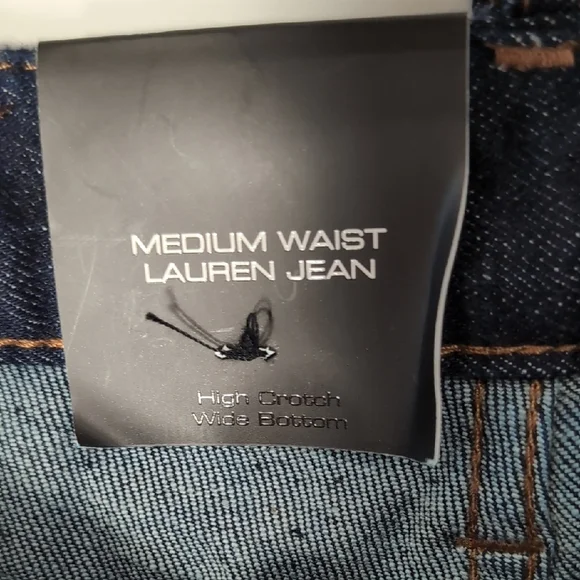 MEDIUM WAIST
LAUREN JEAN
High Crotch
Wide Bottom